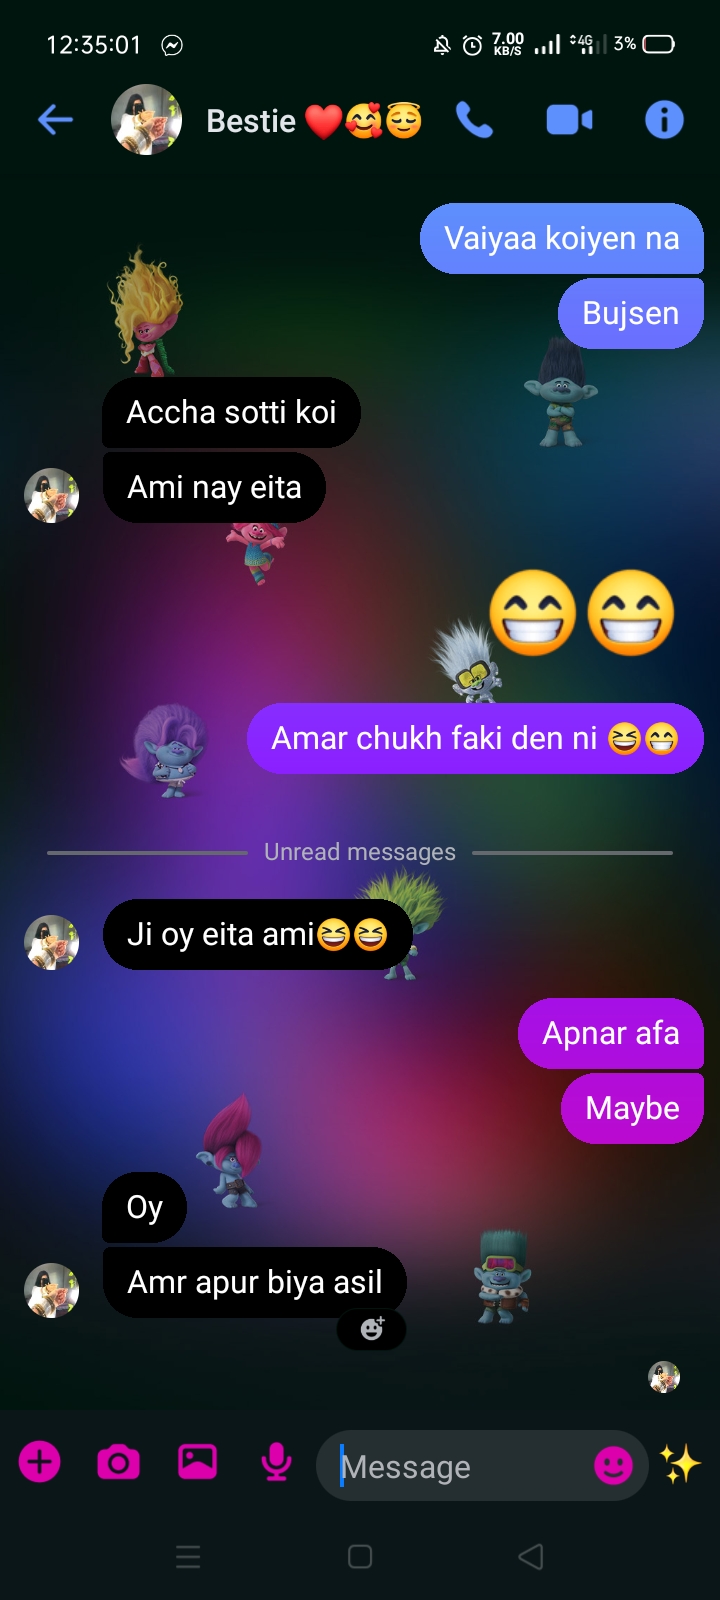 12:35:01
7.00 KB/S 4G 3%
Bestie ❤️🥰😇
Vaiyaa koiyen na
Bujsen
Accha sotti koi
Ami nay eita
😁😁
Amar chukh faki den ni 😆😁
Unread messages
Ji oy eita ami😆😆
Apnar afa
Maybe
Oy
Amr apur biya asil
Message